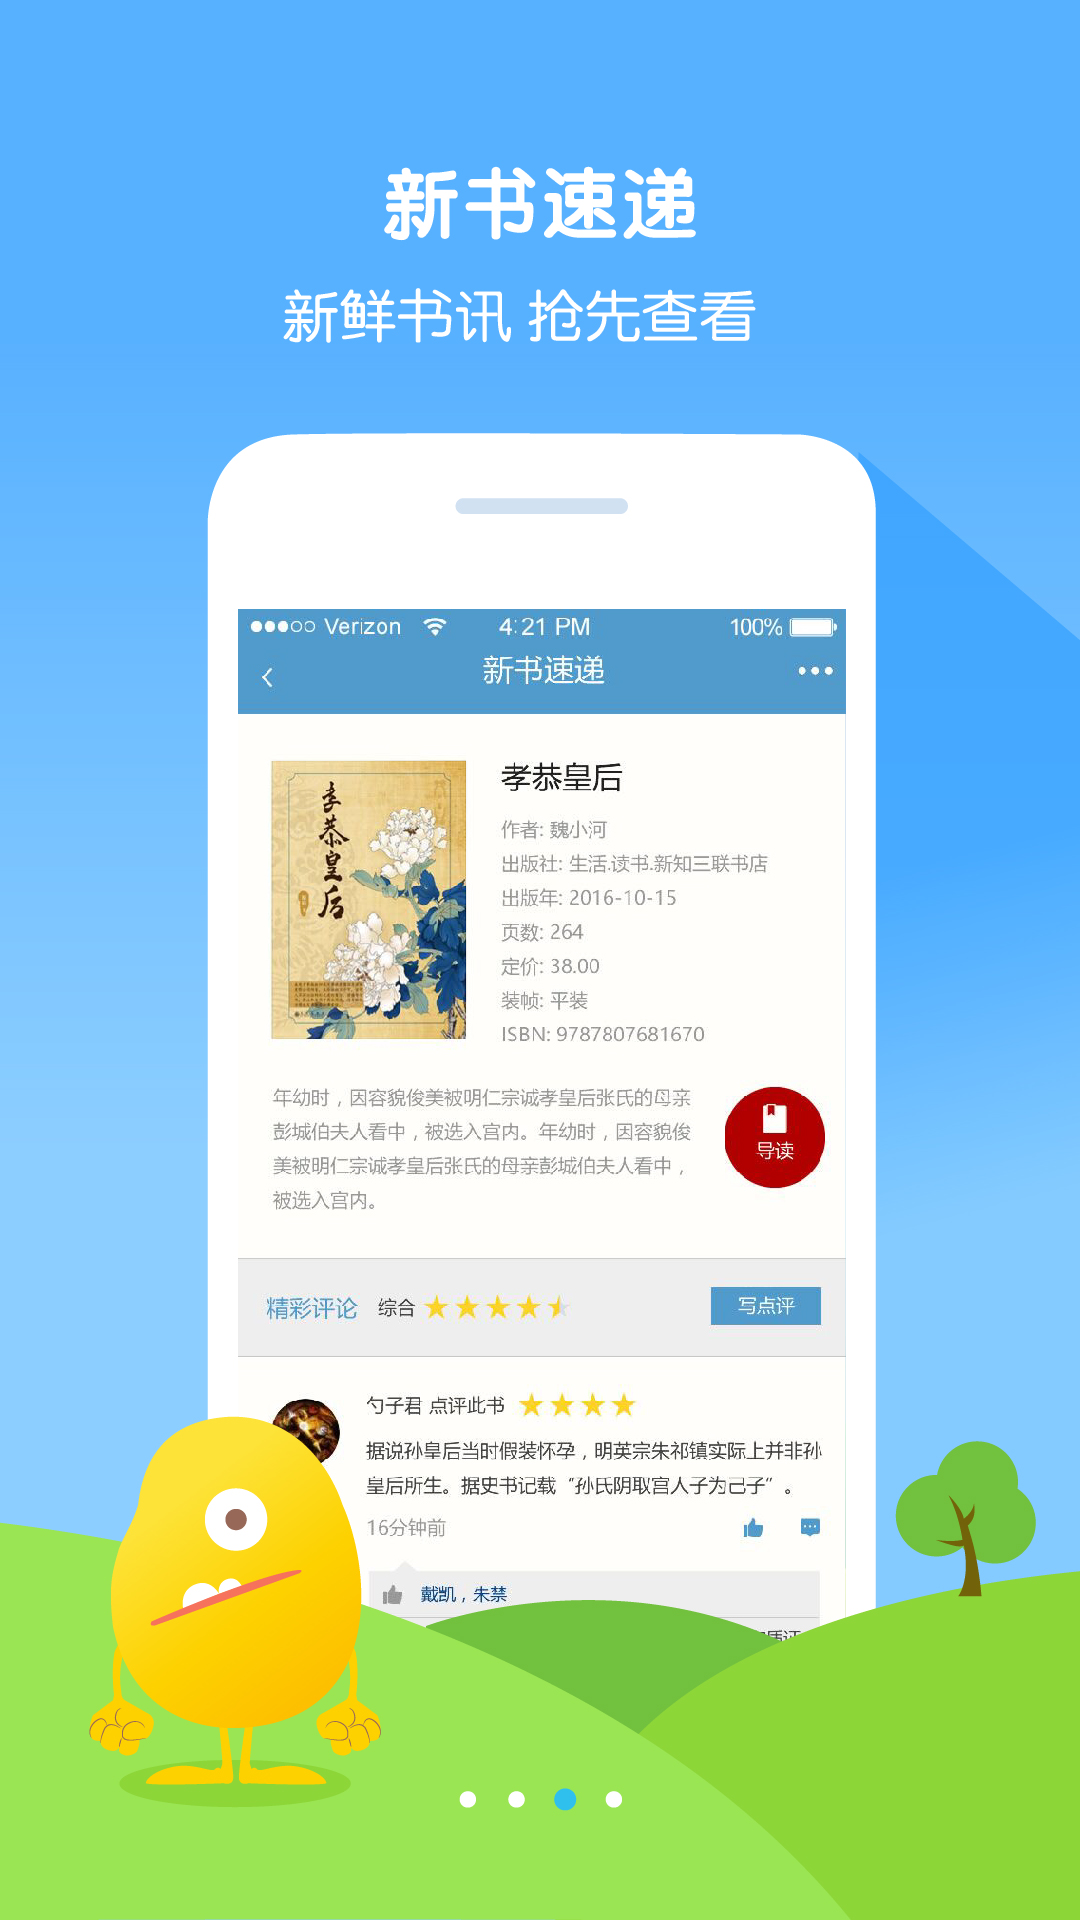 新书速递
新鲜书讯 抢先查看
Verizon 4:21 PM 100%
新书速递
孝恭皇后
孝恭皇后
作者: 魏小河
出版社: 生活.读书.新知三联书店
出版年: 2016-10-15
页数: 264
定价: 38.00
装帧: 平装
ISBN: 9787807681670
年幼时，因容貌俊美被明仁宗诚孝皇后张氏的母亲
彭城伯夫人看中，被选入宫内。年幼时，因容貌俊
美被明仁宗诚孝皇后张氏的母亲彭城伯夫人看中，
被选入宫内。
导读
精彩评论 综合
写点评
勺子君 点评此书
据说孙皇后当时假装怀孕，明英宗朱祁镇实际上并非孙
皇后所生。据史书记载“孙氏阴取宫人子为己子”。
16分钟前
戴凯，朱禁